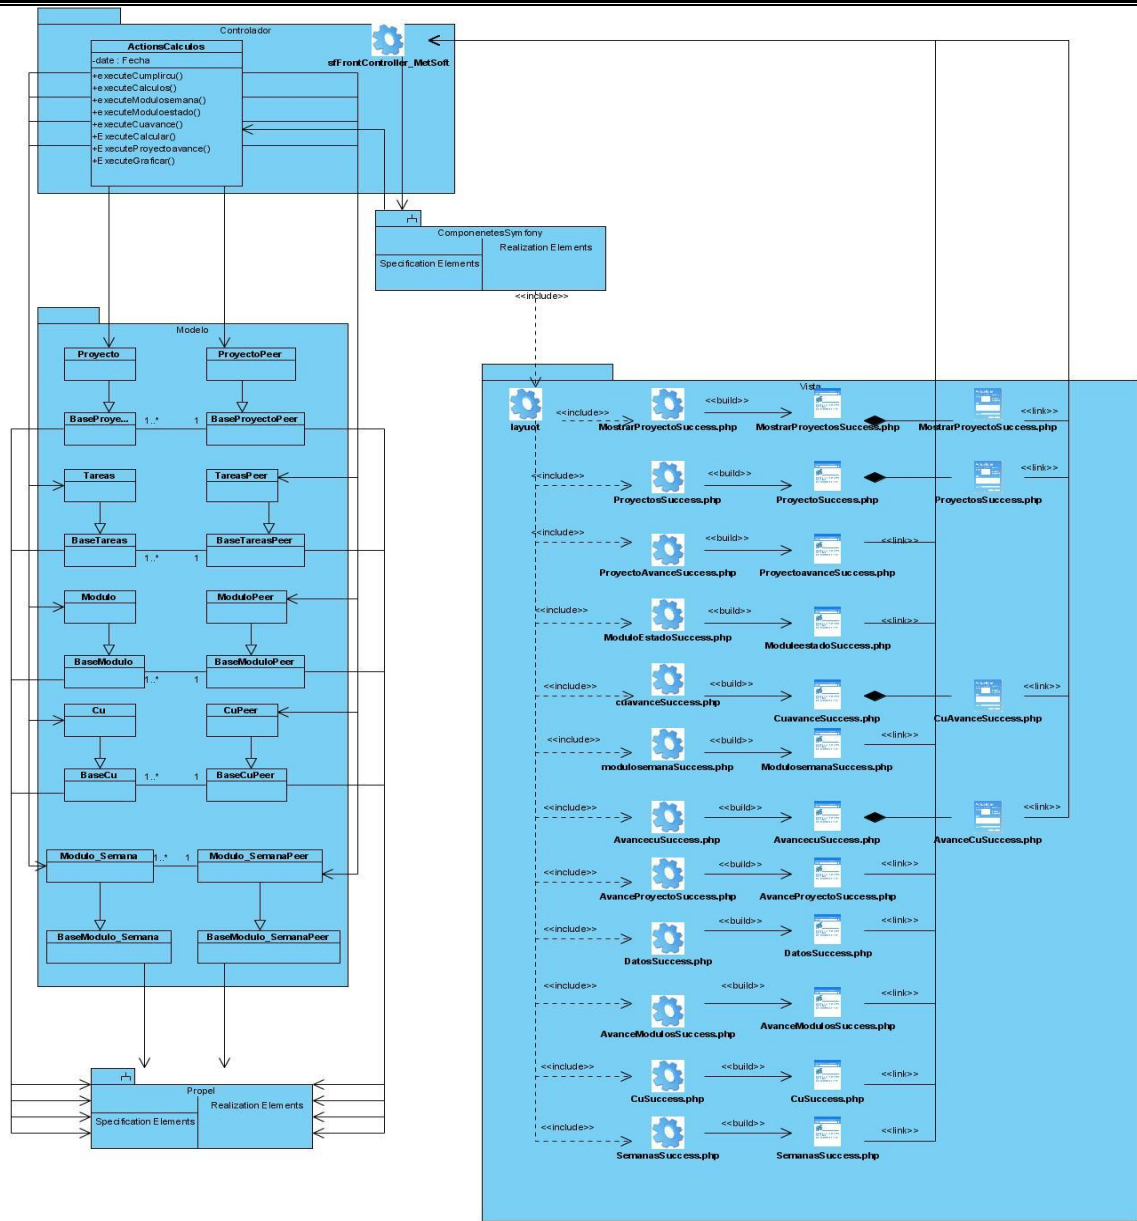 Controlador
ActionsCalculos
-date : Fecha
+executeCumplircu()
+executeCalculos()
+executeModulosemana()
+executeModuloestado()
+executeCuavance()
+ExecuteCalcular()
+ExecuteProyectoavance()
+ExecuteGraficar()
sfFrontController_MetSoft
ComponenetesSymfony
Realization Elements
Specification Elements
<<include>>
Modelo
Proyecto
ProyectoPeer
BaseProye...
1..*
1
BaseProyectoPeer
Tareas
TareasPeer
BaseTareas
1..*
1
BaseTareasPeer
Modulo
ModuloPeer
BaseModulo
1..*
1
BaseModuloPeer
Cu
CuPeer
BaseCu
1..*
1
BaseCuPeer
Modulo_Semana
1..*
1
Modulo_SemanaPeer
BaseModulo_Semana
BaseModulo_SemanaPeer
Propel
Realization Elements
Specification Elements
Vista
layuot
<<include>>
MostrarProyectoSuccess.php
<<build>>
MostrarProyectosSuccess.php
MostrarProyectoSuccess.php
<<link>>
<<include>>
ProyectosSuccess.php
<<build>>
ProyectoSuccess.php
ProyectosSuccess.php
<<link>>
<<include>>
ProyectoAvanceSuccess.php
<<build>>
ProyectoavanceSuccess.php
<<link>>
<<include>>
ModuloEstadoSuccess.php
<<build>>
ModuleestadoSuccess.php
<<link>>
<<include>>
cuavanceSuccess.php
<<build>>
CuavanceSuccess.php
CuAvanceSuccess.php
<<link>>
<<include>>
modulosemanaSuccess.php
<<build>>
ModulosemanaSuccess.php
<<link>>
<<include>>
AvancecuSuccess.php
<<build>>
AvancecuSuccess.php
AvanceCuSuccess.php
<<link>>
<<include>>
AvanceProyectoSuccess.php
<<build>>
AvanceProyectoSuccess.php
<<link>>
<<include>>
DatosSuccess.php
<<build>>
DatosSuccess.php
<<link>>
<<include>>
AvanceModulosSuccess.php
<<build>>
AvanceModulosSuccess.php
<<link>>
<<include>>
CuSuccess.php
<<build>>
CuSuccess.php
<<link>>
<<include>>
SemanasSuccess.php
<<build>>
SemanasSuccess.php
<<link>>